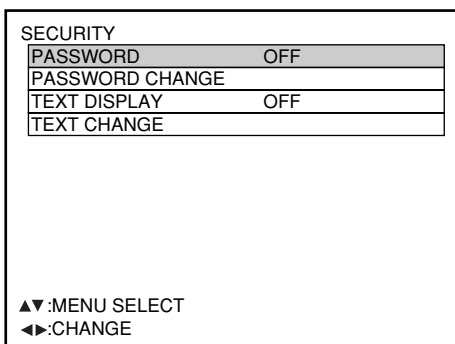 SECURITY
PASSWORD OFF
PASSWORD CHANGE
TEXT DISPLAY OFF
TEXT CHANGE
▲▼:MENU SELECT
◀▶:CHANGE